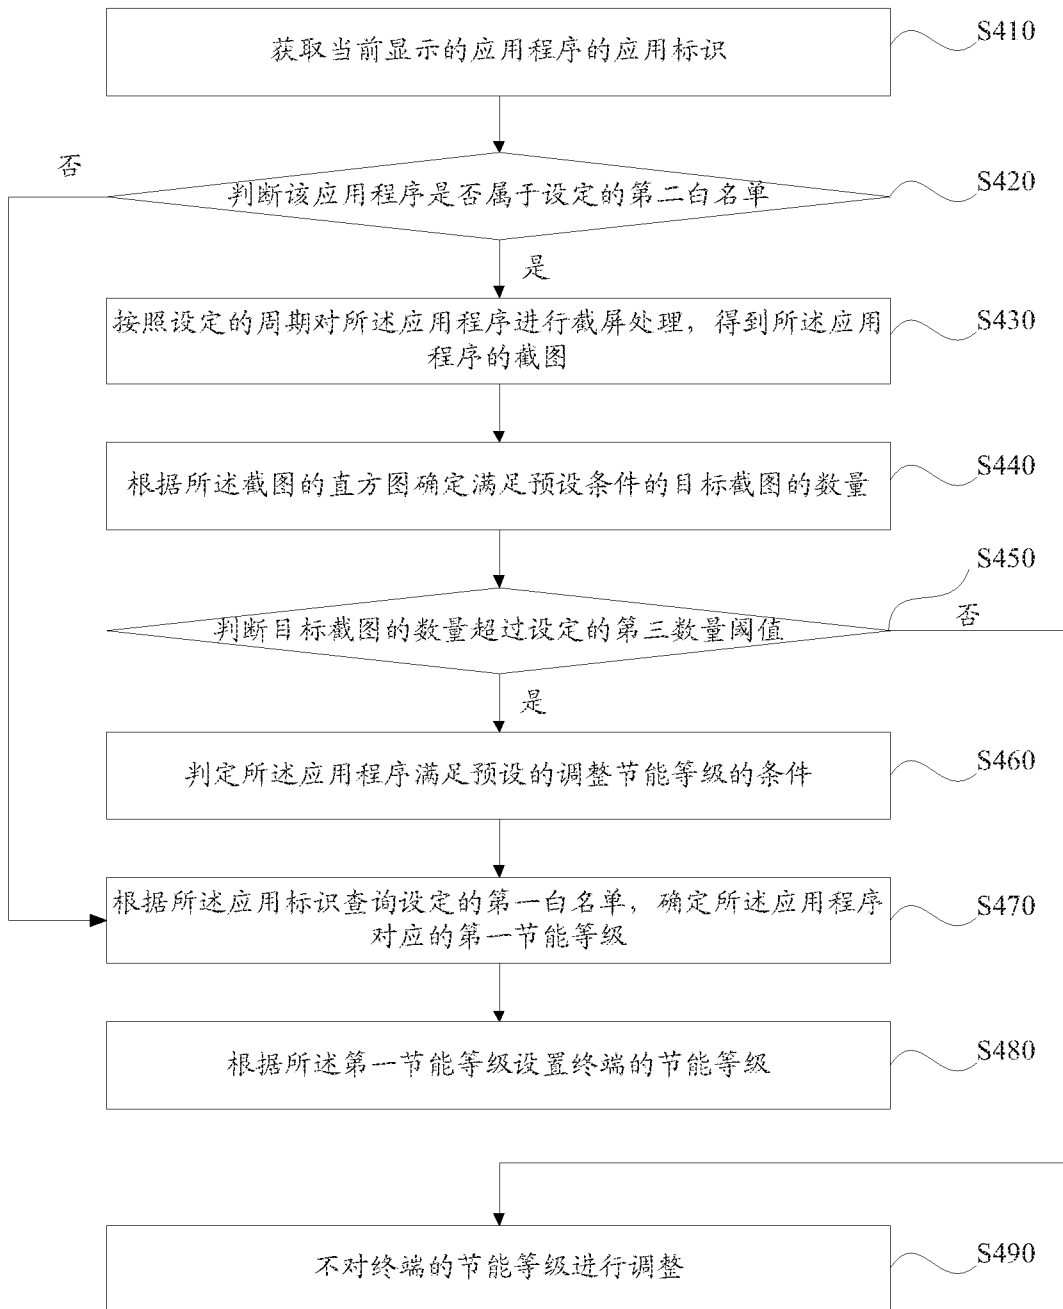 获取当前显示的应用程序的应用标识
S410
否
判断该应用程序是否属于设定的第二白名单
S420
是
按照设定的周期对所述应用程序进行截屏处理，得到所述应用
程序的截图
S430
根据所述截图的直方图确定满足预设条件的目标截图的数量
S440
S450
判断目标截图的数量超过设定的第三数量阈值
否
是
判定所述应用程序满足预设的调整节能等级的条件
S460
根据所述应用标识查询设定的第一白名单，确定所述应用程序
对应的第一节能等级
S470
根据所述第一节能等级设置终端的节能等级
S480
不对终端的节能等级进行调整
S490